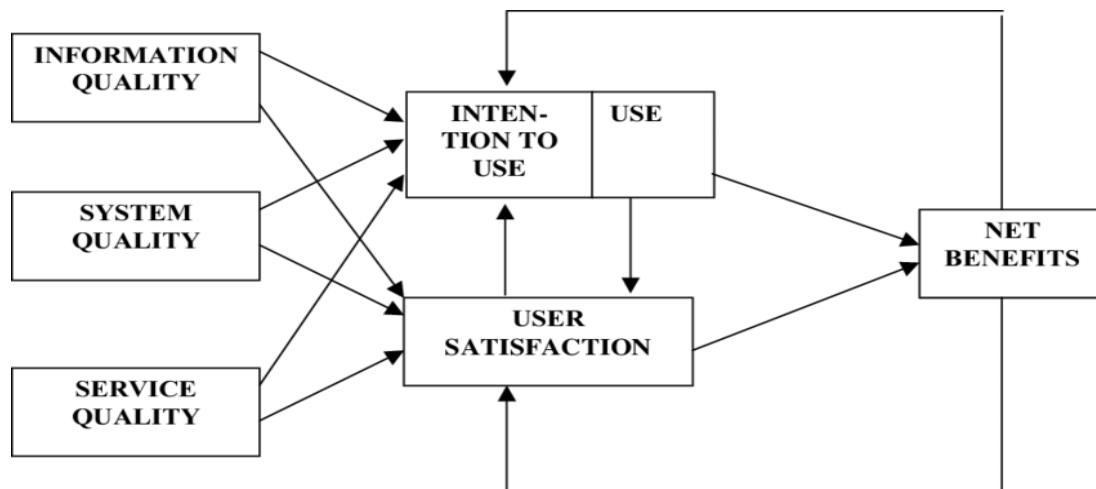 INFORMATION
QUALITY
SYSTEM
QUALITY
SERVICE
QUALITY
INTEN-
TION TO
USE
USE
USER
SATISFACTION
NET
BENEFITS